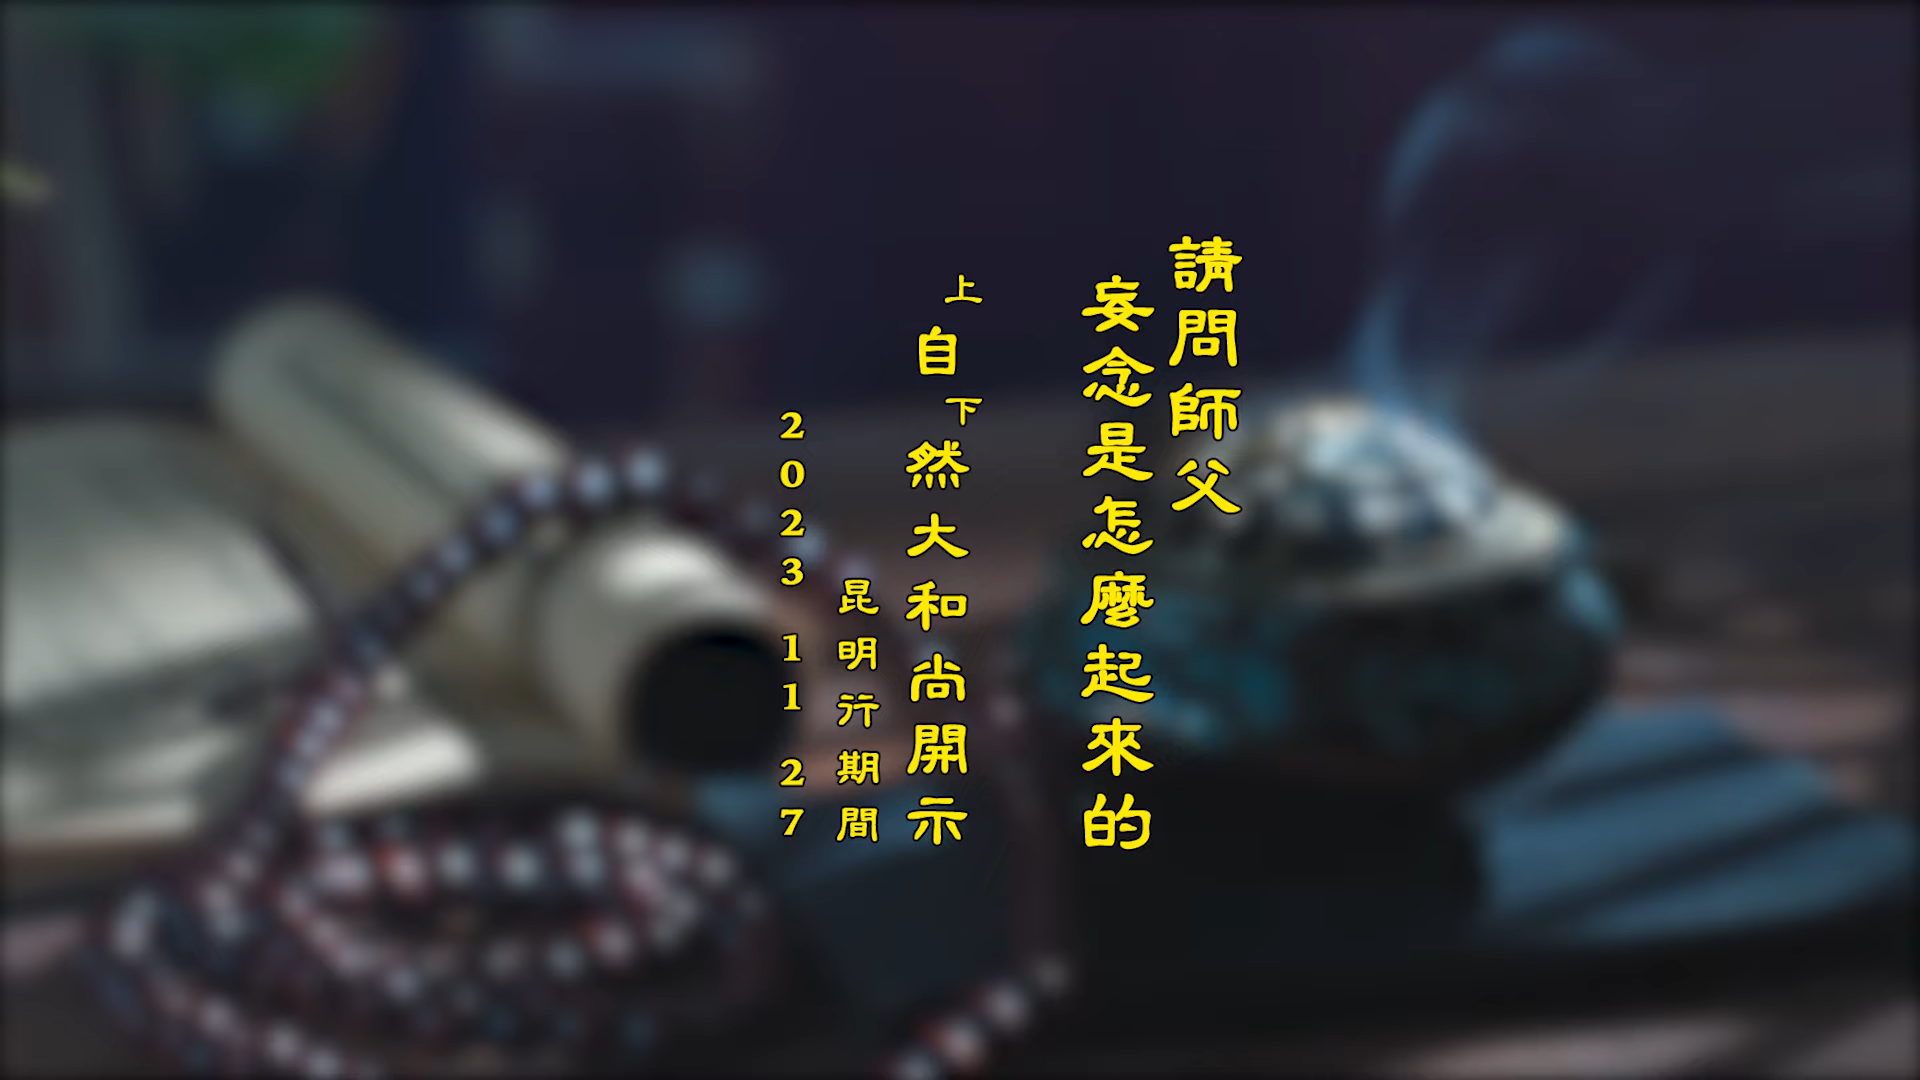 請問師父
妄念是怎麼起來的
上自下然大和尚開示
昆明行期間
2023 11 27